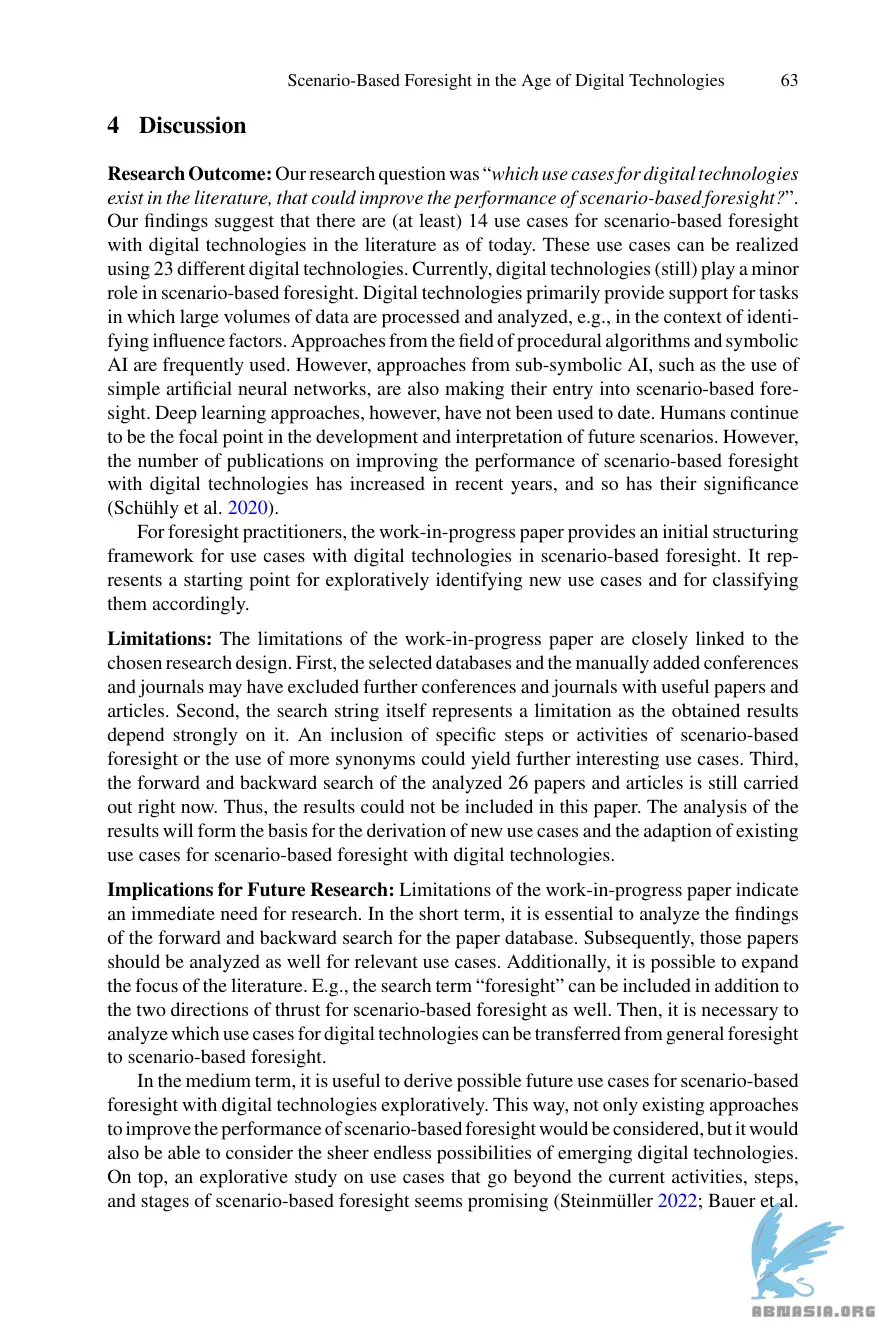 Scenario-Based Foresight in the Age of Digital Technologies 63
4 Discussion
Research Outcome: Our research question was “which use cases for digital technologies
exist in the literature, that could improve the performance of scenario-based foresight?”.
Our findings suggest that there are (at least) 14 use cases for scenario-based foresight
with digital technologies in the literature as of today. These use cases can be realized
using 23 different digital technologies. Currently, digital technologies (still) play a minor
role in scenario-based foresight. Digital technologies primarily provide support for tasks
in which large volumes of data are processed and analyzed, e.g., in the context of identi-
fying influence factors. Approaches from the field of procedural algorithms and symbolic
AI are frequently used. However, approaches from sub-symbolic AI, such as the use of
simple artificial neural networks, are also making their entry into scenario-based fore-
sight. Deep learning approaches, however, have not been used to date. Humans continue
to be the focal point in the development and interpretation of future scenarios. However,
the number of publications on improving the performance of scenario-based foresight
with digital technologies has increased in recent years, and so has their significance
(Schühly et al. 2020).
For foresight practitioners, the work-in-progress paper provides an initial structuring
framework for use cases with digital technologies in scenario-based foresight. It rep-
resents a starting point for exploratively identifying new use cases and for classifying
them accordingly.
Limitations: The limitations of the work-in-progress paper are closely linked to the
chosen research design. First, the selected databases and the manually added conferences
and journals may have excluded further conferences and journals with useful papers and
articles. Second, the search string itself represents a limitation as the obtained results
depend strongly on it. An inclusion of specific steps or activities of scenario-based
foresight or the use of more synonyms could yield further interesting use cases. Third,
the forward and backward search of the analyzed 26 papers and articles is still carried
out right now. Thus, the results could not be included in this paper. The analysis of the
results will form the basis for the derivation of new use cases and the adaption of existing
use cases for scenario-based foresight with digital technologies.
Implications for Future Research: Limitations of the work-in-progress paper indicate
an immediate need for research. In the short term, it is essential to analyze the findings
of the forward and backward search for the paper database. Subsequently, those papers
should be analyzed as well for relevant use cases. Additionally, it is possible to expand
the focus of the literature. E.g., the search term “foresight” can be included in addition to
the two directions of thrust for scenario-based foresight as well. Then, it is necessary to
analyze which use cases for digital technologies can be transferred from general foresight
to scenario-based foresight.
In the medium term, it is useful to derive possible future use cases for scenario-based
foresight with digital technologies exploratively. This way, not only existing approaches
to improve the performance of scenario-based foresight would be considered, but it would
also be able to consider the sheer endless possibilities of emerging digital technologies.
On top, an explorative study on use cases that go beyond the current activities, steps,
and stages of scenario-based foresight seems promising (Steinmüller 2022; Bauer et al.
ABMASIA.ORG